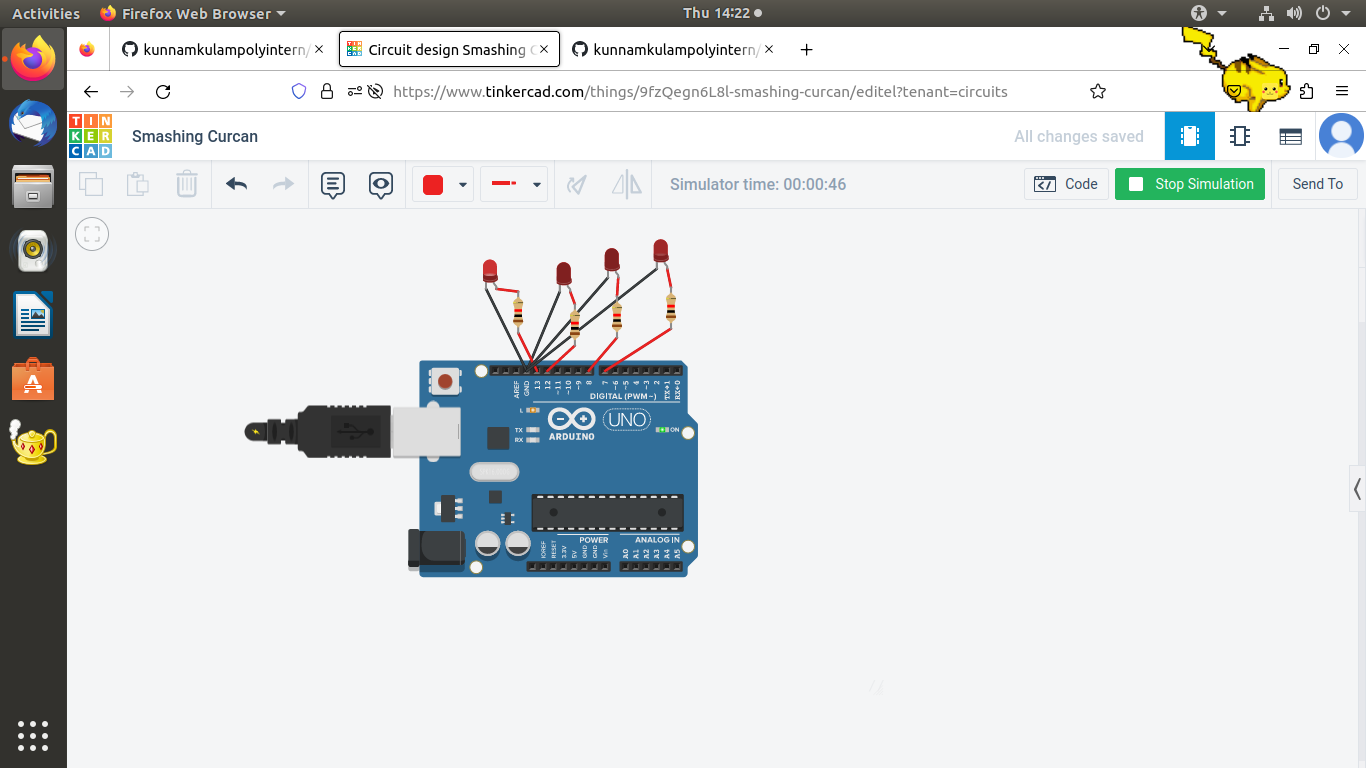 Activities Firefox Web Browser Thu 14:22
kunnamkulampolyintern/ Circuit design Smashing C kunnamkulampolyintern/
https://www.tinkercad.com/things/9fzQegn6L8l-smashing-curcan/editel?tenant=circuits
TIN
KER
CAD
Smashing Curcan All changes saved
Simulator time: 00:00:46 Code Stop Simulation Send To
AREF GND 13 12 ~11 ~10 ~9 8 7 ~6 ~5 4 ~3 2 TX→1 RX←0
DIGITAL (PWM~)
L
TX
RX
ARDUINO
UNO
ON
POWER ANALOG IN
IOREF RESET 3.3V 5V GND GND Vin A0 A1 A2 A3 A4 A5